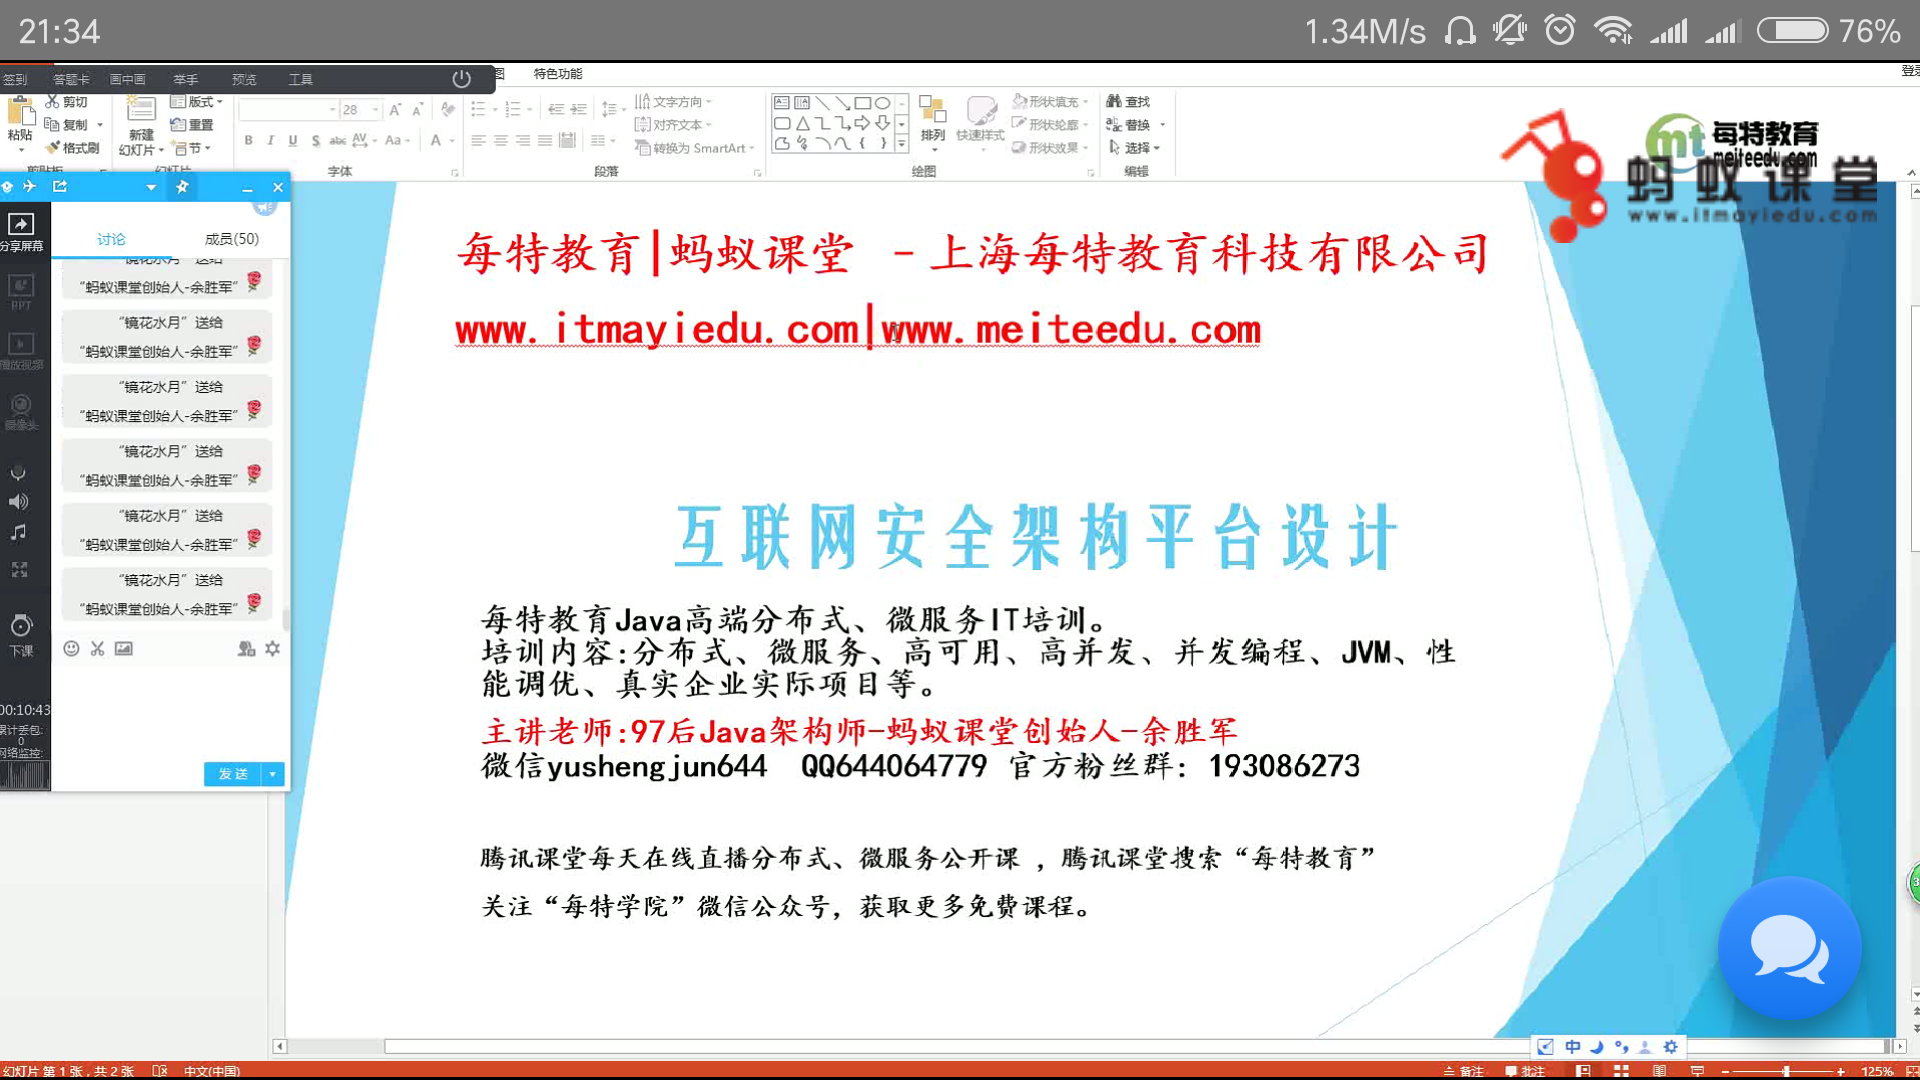 21:34
1.34M/s
76%
签到 答题卡 画中画 举手 预览 工具
特色功能
粘贴
剪切
复制
格式刷
新建
幻灯片
版式
重置
节
28
B I U S abc AV Aa A
字体
文字方向
对齐文本
转换为 SmartArt
段落
排列
快速样式
形状填充
形状轮廓
形状效果
绘图
查找
替换
选择
编辑
mt 每特教育
meiteedu.com
蚂蚁课堂
www.itmayiedu.com
分享屏幕
PPT
播放视频
摄像头
下课
00:10:43
累计丢包:
0
网络监控:
讨论
成员(50)
“镜花水月” 送给
“蚂蚁课堂创始人-余胜军”
“镜花水月” 送给
“蚂蚁课堂创始人-余胜军”
“镜花水月” 送给
“蚂蚁课堂创始人-余胜军”
“镜花水月” 送给
“蚂蚁课堂创始人-余胜军”
“镜花水月” 送给
“蚂蚁课堂创始人-余胜军”
“镜花水月” 送给
“蚂蚁课堂创始人-余胜军”
发送
每特教育|蚂蚁课堂 -上海每特教育科技有限公司
www.itmayiedu.com|www.meiteedu.com
互联网安全架构平台设计
每特教育Java高端分布式、微服务IT培训。
培训内容:分布式、微服务、高可用、高并发、并发编程、JVM、性
能调优、真实企业实际项目等。
主讲老师:97后Java架构师-蚂蚁课堂创始人-余胜军
微信yushengjun644 QQ644064779 官方粉丝群：193086273
腾讯课堂每天在线直播分布式、微服务公开课 ，腾讯课堂搜索“每特教育”
关注“每特学院”微信公众号，获取更多免费课程。
中
幻灯片 第 1 张，共 2 张 中文(中国)
备注 批注 125%